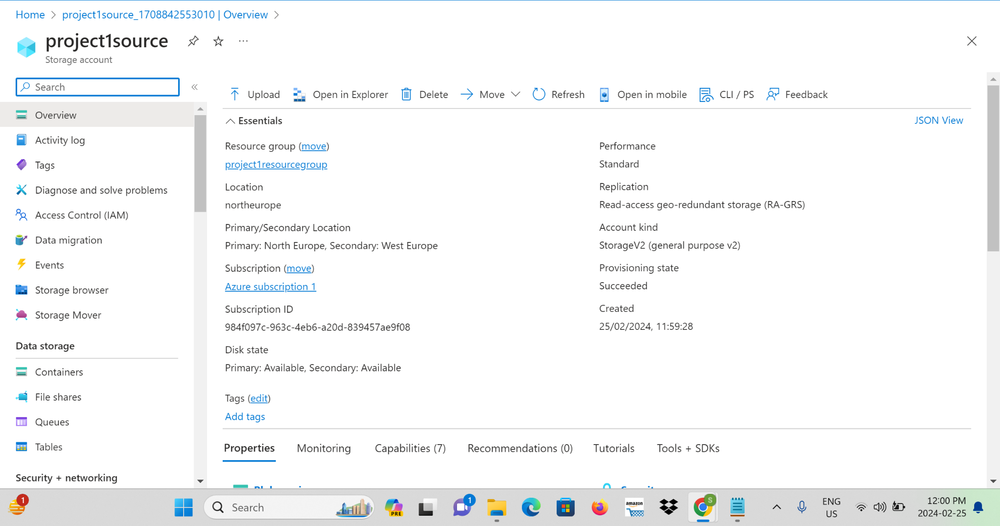 Home > project1source_1708842553010 | Overview >
project1source
Storage account
Search
Overview
Activity log
Tags
Diagnose and solve problems
Access Control (IAM)
Data migration
Events
Storage browser
Storage Mover
Data storage
Containers
File shares
Queues
Tables
Security + networking
Upload Open in Explorer Delete Move Refresh Open in mobile CLI / PS Feedback
Essentials
JSON View
Resource group (move)
project1resourcegroup
Location
northeurope
Primary/Secondary Location
Primary: North Europe, Secondary: West Europe
Subscription (move)
Azure subscription 1
Subscription ID
984f097c-963c-4eb6-a20d-839457ae9f08
Disk state
Primary: Available, Secondary: Available
Tags (edit)
Add tags
Performance
Standard
Replication
Read-access geo-redundant storage (RA-GRS)
Account kind
StorageV2 (general purpose v2)
Provisioning state
Succeeded
Created
25/02/2024, 11:59:28
Properties Monitoring Capabilities (7) Recommendations (0) Tutorials Tools + SDKs
1
Search
PRE
1
amazon
S
ENG
US
12:00 PM
2024-02-25